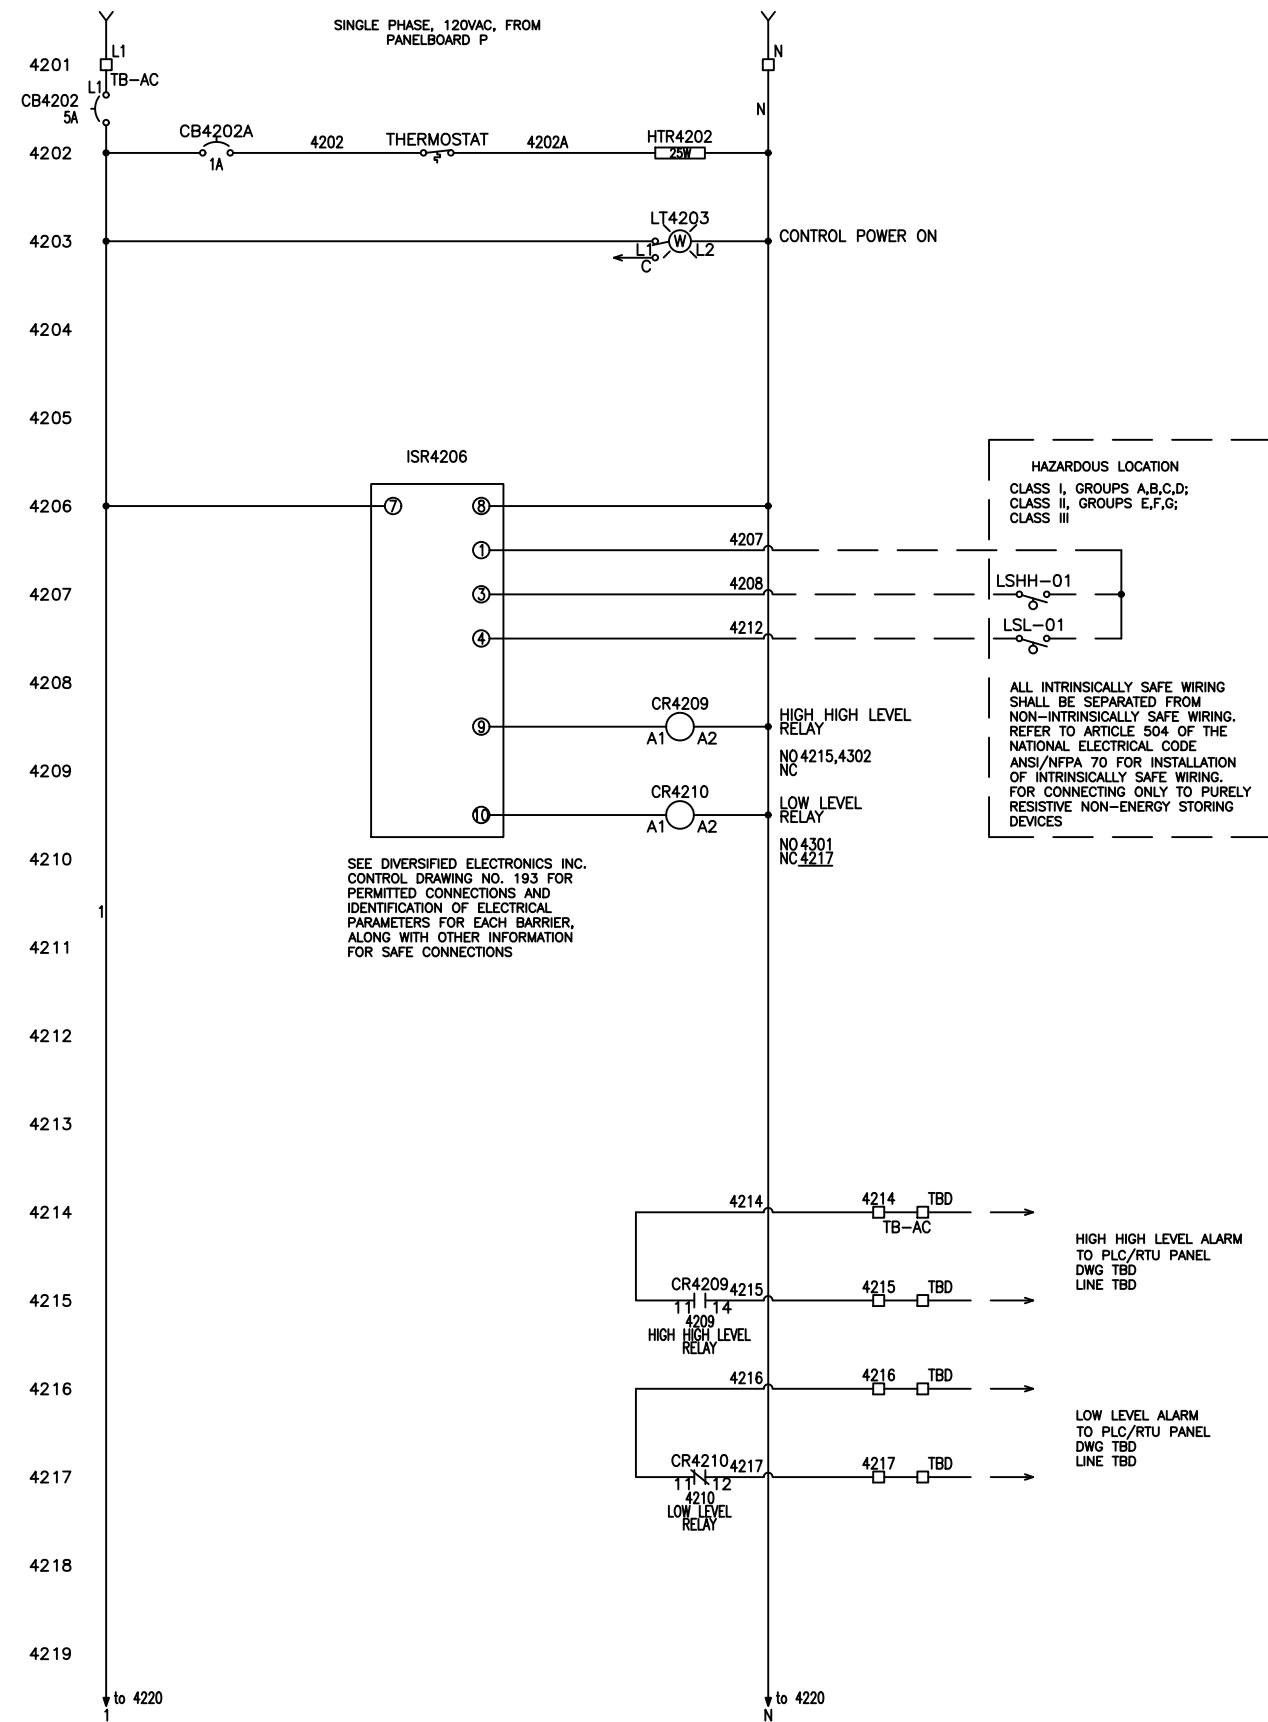 SINGLE PHASE, 120VAC, FROM
PANELBOARD P
L1
N
4201
TB-AC
L1
CB4202
5A
N
4202
CB4202A
1A
4202
THERMOSTAT
4202A
HTR4202
25W
4203
LT4203
W
L1
L2
C
CONTROL POWER ON
4204
4205
ISR4206
HAZARDOUS LOCATION
CLASS I, GROUPS A,B,C,D;
CLASS II, GROUPS E,F,G;
CLASS III
4206
7
8
1
4207
4207
3
4208
LSHH-01
4
4212
LSL-01
4208
ALL INTRINSICALLY SAFE WIRING
SHALL BE SEPARATED FROM
NON-INTRINSICALLY SAFE WIRING.
REFER TO ARTICLE 504 OF THE
NATIONAL ELECTRICAL CODE
ANSI/NFPA 70 FOR INSTALLATION
OF INTRINSICALLY SAFE WIRING.
FOR CONNECTING ONLY TO PURELY
RESISTIVE NON-ENERGY STORING
DEVICES
9
CR4209
A1
A2
HIGH HIGH LEVEL
RELAY
NO 4215,4302
NC
4209
10
CR4210
A1
A2
LOW LEVEL
RELAY
NO 4301
NC 4217
4210
SEE DIVERSIFIED ELECTRONICS INC.
CONTROL DRAWING NO. 193 FOR
PERMITTED CONNECTIONS AND
IDENTIFICATION OF ELECTRICAL
PARAMETERS FOR EACH BARRIER,
ALONG WITH OTHER INFORMATION
FOR SAFE CONNECTIONS
1
4211
4212
4213
4214
4214
4214
TBD
TB-AC
HIGH HIGH LEVEL ALARM
TO PLC/RTU PANEL
DWG TBD
LINE TBD
4215
CR4209
4215
11
14
4209
HIGH HIGH LEVEL
RELAY
4215
TBD
4216
4216
4216
TBD
LOW LEVEL ALARM
TO PLC/RTU PANEL
DWG TBD
LINE TBD
4217
CR4210
4217
11
12
4210
LOW LEVEL
RELAY
4217
TBD
4218
4219
to 4220
1
to 4220
N